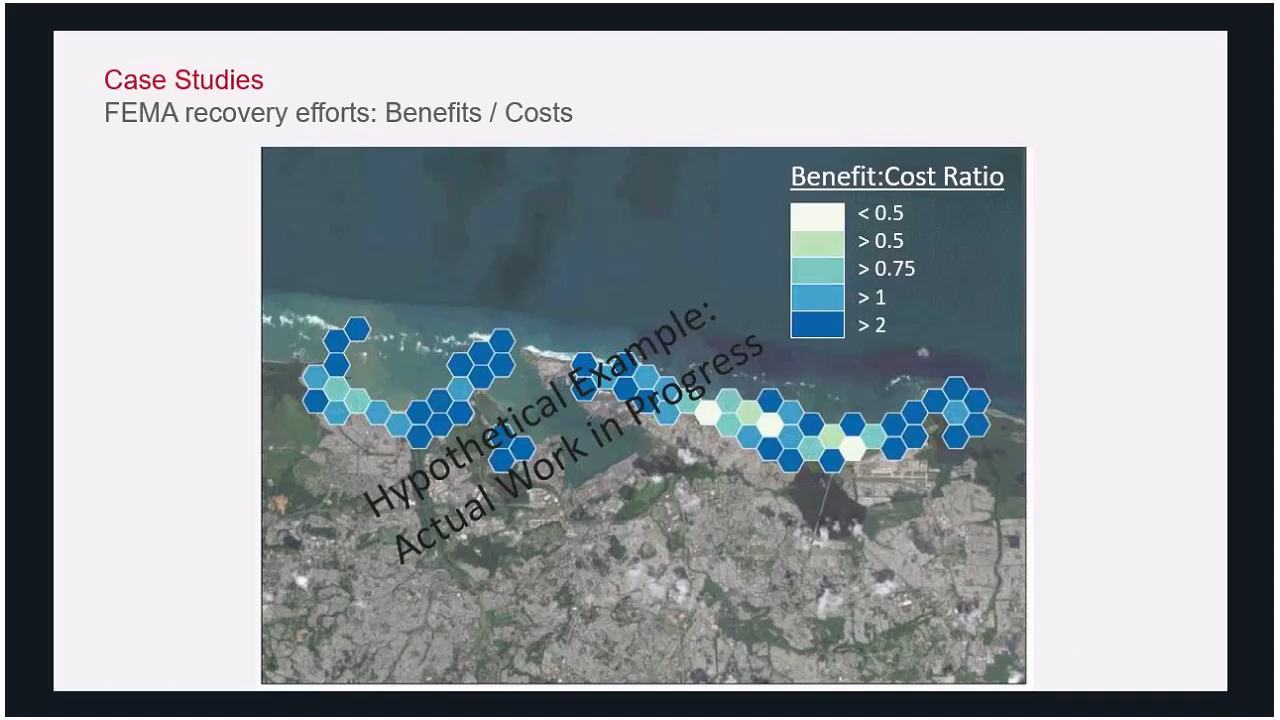 Case Studies
FEMA recovery efforts: Benefits / Costs
Benefit:Cost Ratio
< 0.5
> 0.5
> 0.75
> 1
> 2
Hypothetical Example:
Actual Work in Progress